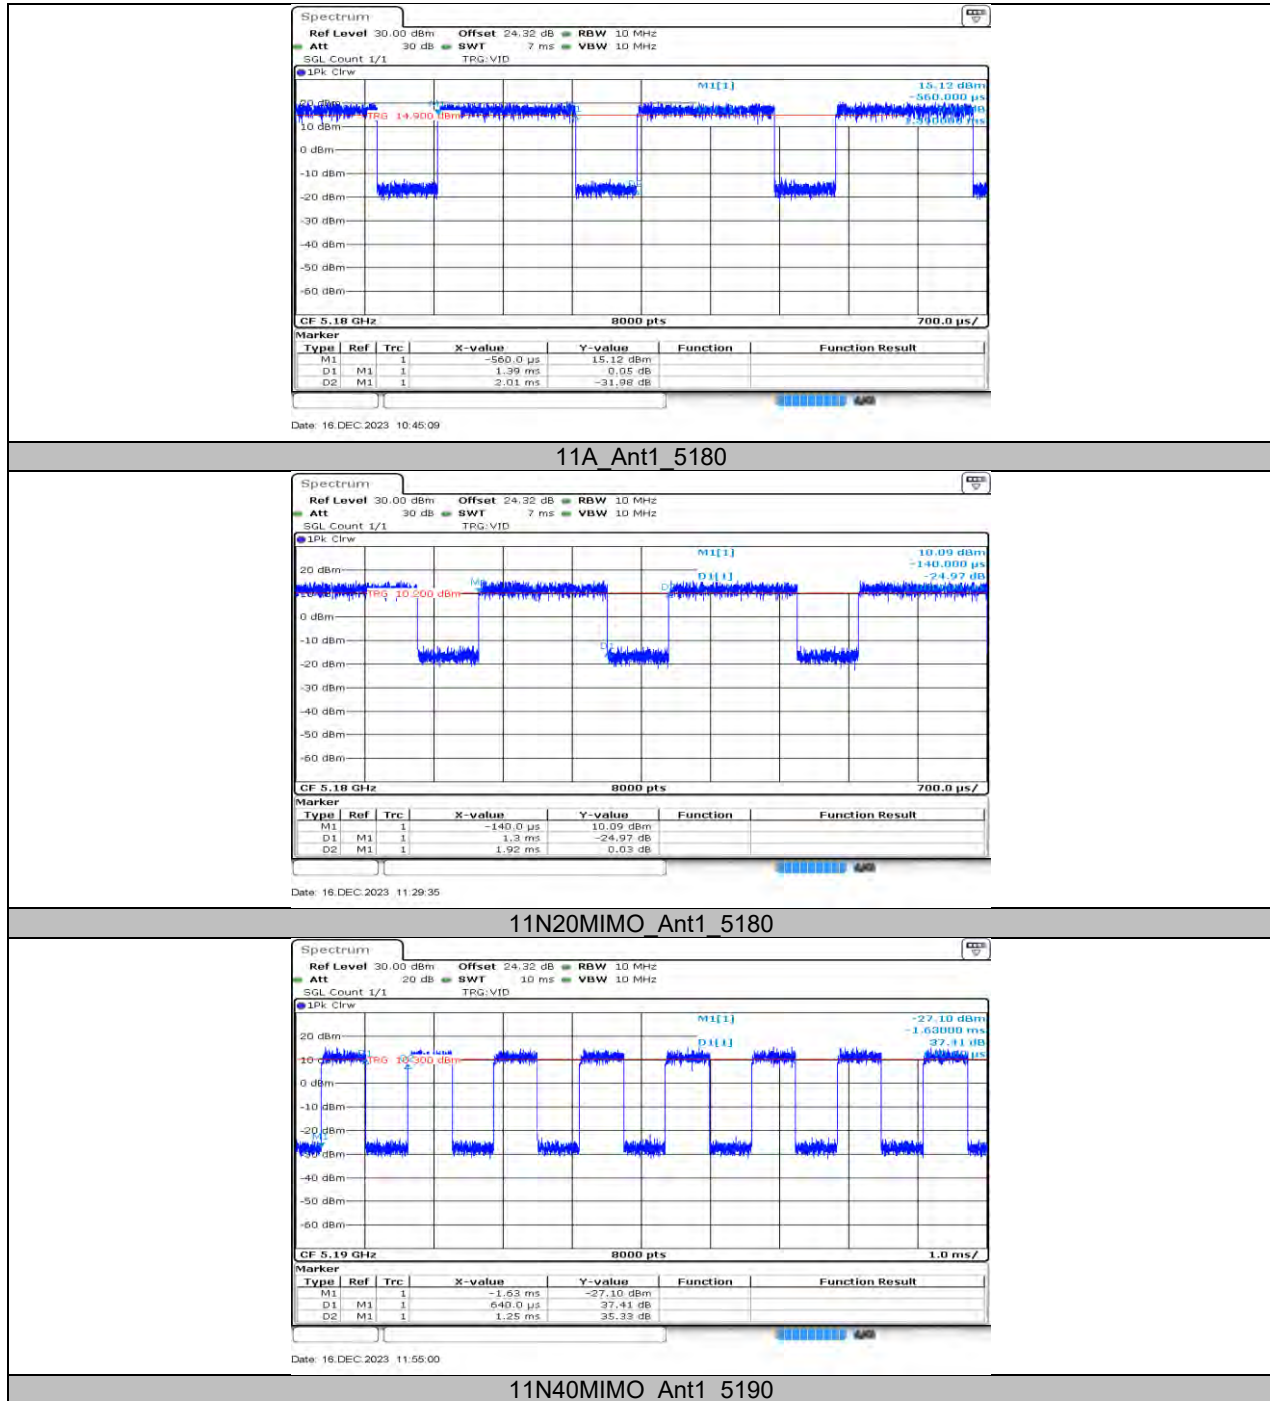 Spectrum
Ref Level 30.00 dBm Offset 24.32 dB RBW 10 MHz
Att 30 dB SWT 7 ms VBW 10 MHz
SGL Count 1/1 TRG:VID
1Pk Clrw
M1[1] 15.12 dBm
-560.000 µs
20 dBm
TRG 14.900 dBm
10 dBm
0 dBm
-10 dBm
-20 dBm
-30 dBm
-40 dBm
-50 dBm
-60 dBm
CF 5.18 GHz 8000 pts 700.0 µs/
Marker
Type Ref Trc X-value Y-value Function Function Result
M1 1 -560.0 µs 15.12 dBm
D1 M1 1 1.39 ms 0.05 dB
D2 M1 1 2.01 ms -31.98 dB
Date: 16.DEC.2023 10:45:09
11A_Ant1_5180
Spectrum
Ref Level 30.00 dBm Offset 24.32 dB RBW 10 MHz
Att 30 dB SWT 7 ms VBW 10 MHz
SGL Count 1/1 TRG:VID
1Pk Clrw
M1[1] 10.09 dBm
-140.000 µs
20 dBm
D1[1] -24.97 dB
TRG 10.200 dBm
0 dBm
-10 dBm
-20 dBm
-30 dBm
-40 dBm
-50 dBm
-60 dBm
CF 5.18 GHz 8000 pts 700.0 µs/
Marker
Type Ref Trc X-value Y-value Function Function Result
M1 1 -140.0 µs 10.09 dBm
D1 M1 1 1.3 ms -24.97 dB
D2 M1 1 1.92 ms 0.03 dB
Date: 16.DEC.2023 11:29:35
11N20MIMO_Ant1_5180
Spectrum
Ref Level 30.00 dBm Offset 24.32 dB RBW 10 MHz
Att 20 dB SWT 10 ms VBW 10 MHz
SGL Count 1/1 TRG:VID
1Pk Clrw
M1[1] -27.10 dBm
-1.63000 ms
20 dBm
D1[1] 37.41 dB
TRG 10.300 dBm
0 dBm
-10 dBm
-20 dBm
M1
-30 dBm
-40 dBm
-50 dBm
-60 dBm
CF 5.19 GHz 8000 pts 1.0 ms/
Marker
Type Ref Trc X-value Y-value Function Function Result
M1 1 -1.63 ms -27.10 dBm
D1 M1 1 640.0 µs 37.41 dB
D2 M1 1 1.25 ms 35.33 dB
Date: 16.DEC.2023 11:55:00
11N40MIMO_Ant1_5190